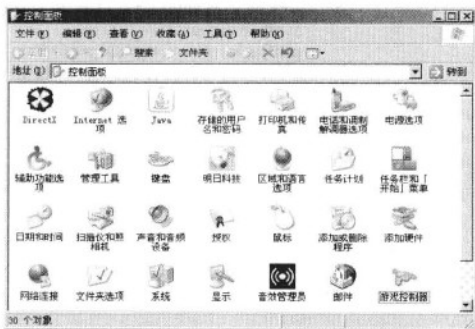 控制面板
文件(F) 编辑(E) 查看(V) 收藏(A) 工具(T) 帮助(H)
搜索 文件夹
地址(D) 控制面板 转到
DirectX
Internet 选项
Java
存储的用户名和密码
打印机和传真
电话和调制解调器选项
电源选项
辅助功能选项
管理工具
键盘
明日科技
区域和语言选项
任务计划
任务栏和「开始」菜单
日期和时间
扫描仪和照相机
声音和音频设备
授权
鼠标
添加或删除程序
添加硬件
网络连接
文件夹选项
系统
显示
音效管理员
邮件
游戏控制器
30 个对象